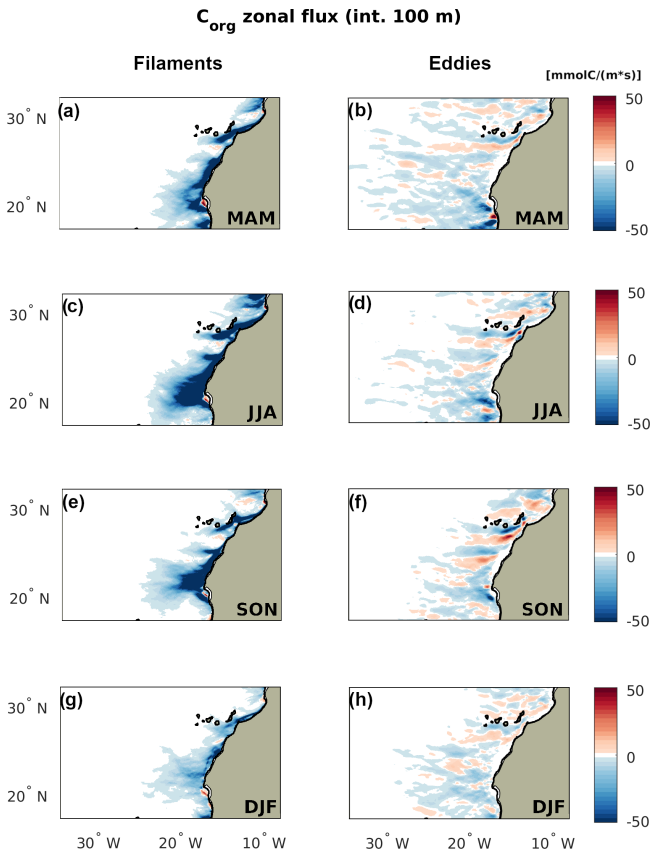 C_org zonal flux (int. 100 m)
Filaments Eddies
[mmolC/(m*s)]
(a) MAM
30° N
20° N
(b) MAM
50
0
-50
(c) JJA
30° N
20° N
(d) JJA
50
0
-50
(e) SON
30° N
20° N
(f) SON
50
0
-50
(g) DJF
30° N
20° N
(h) DJF
50
0
-50
30° W 20° W 10° W 30° W 20° W 10° W